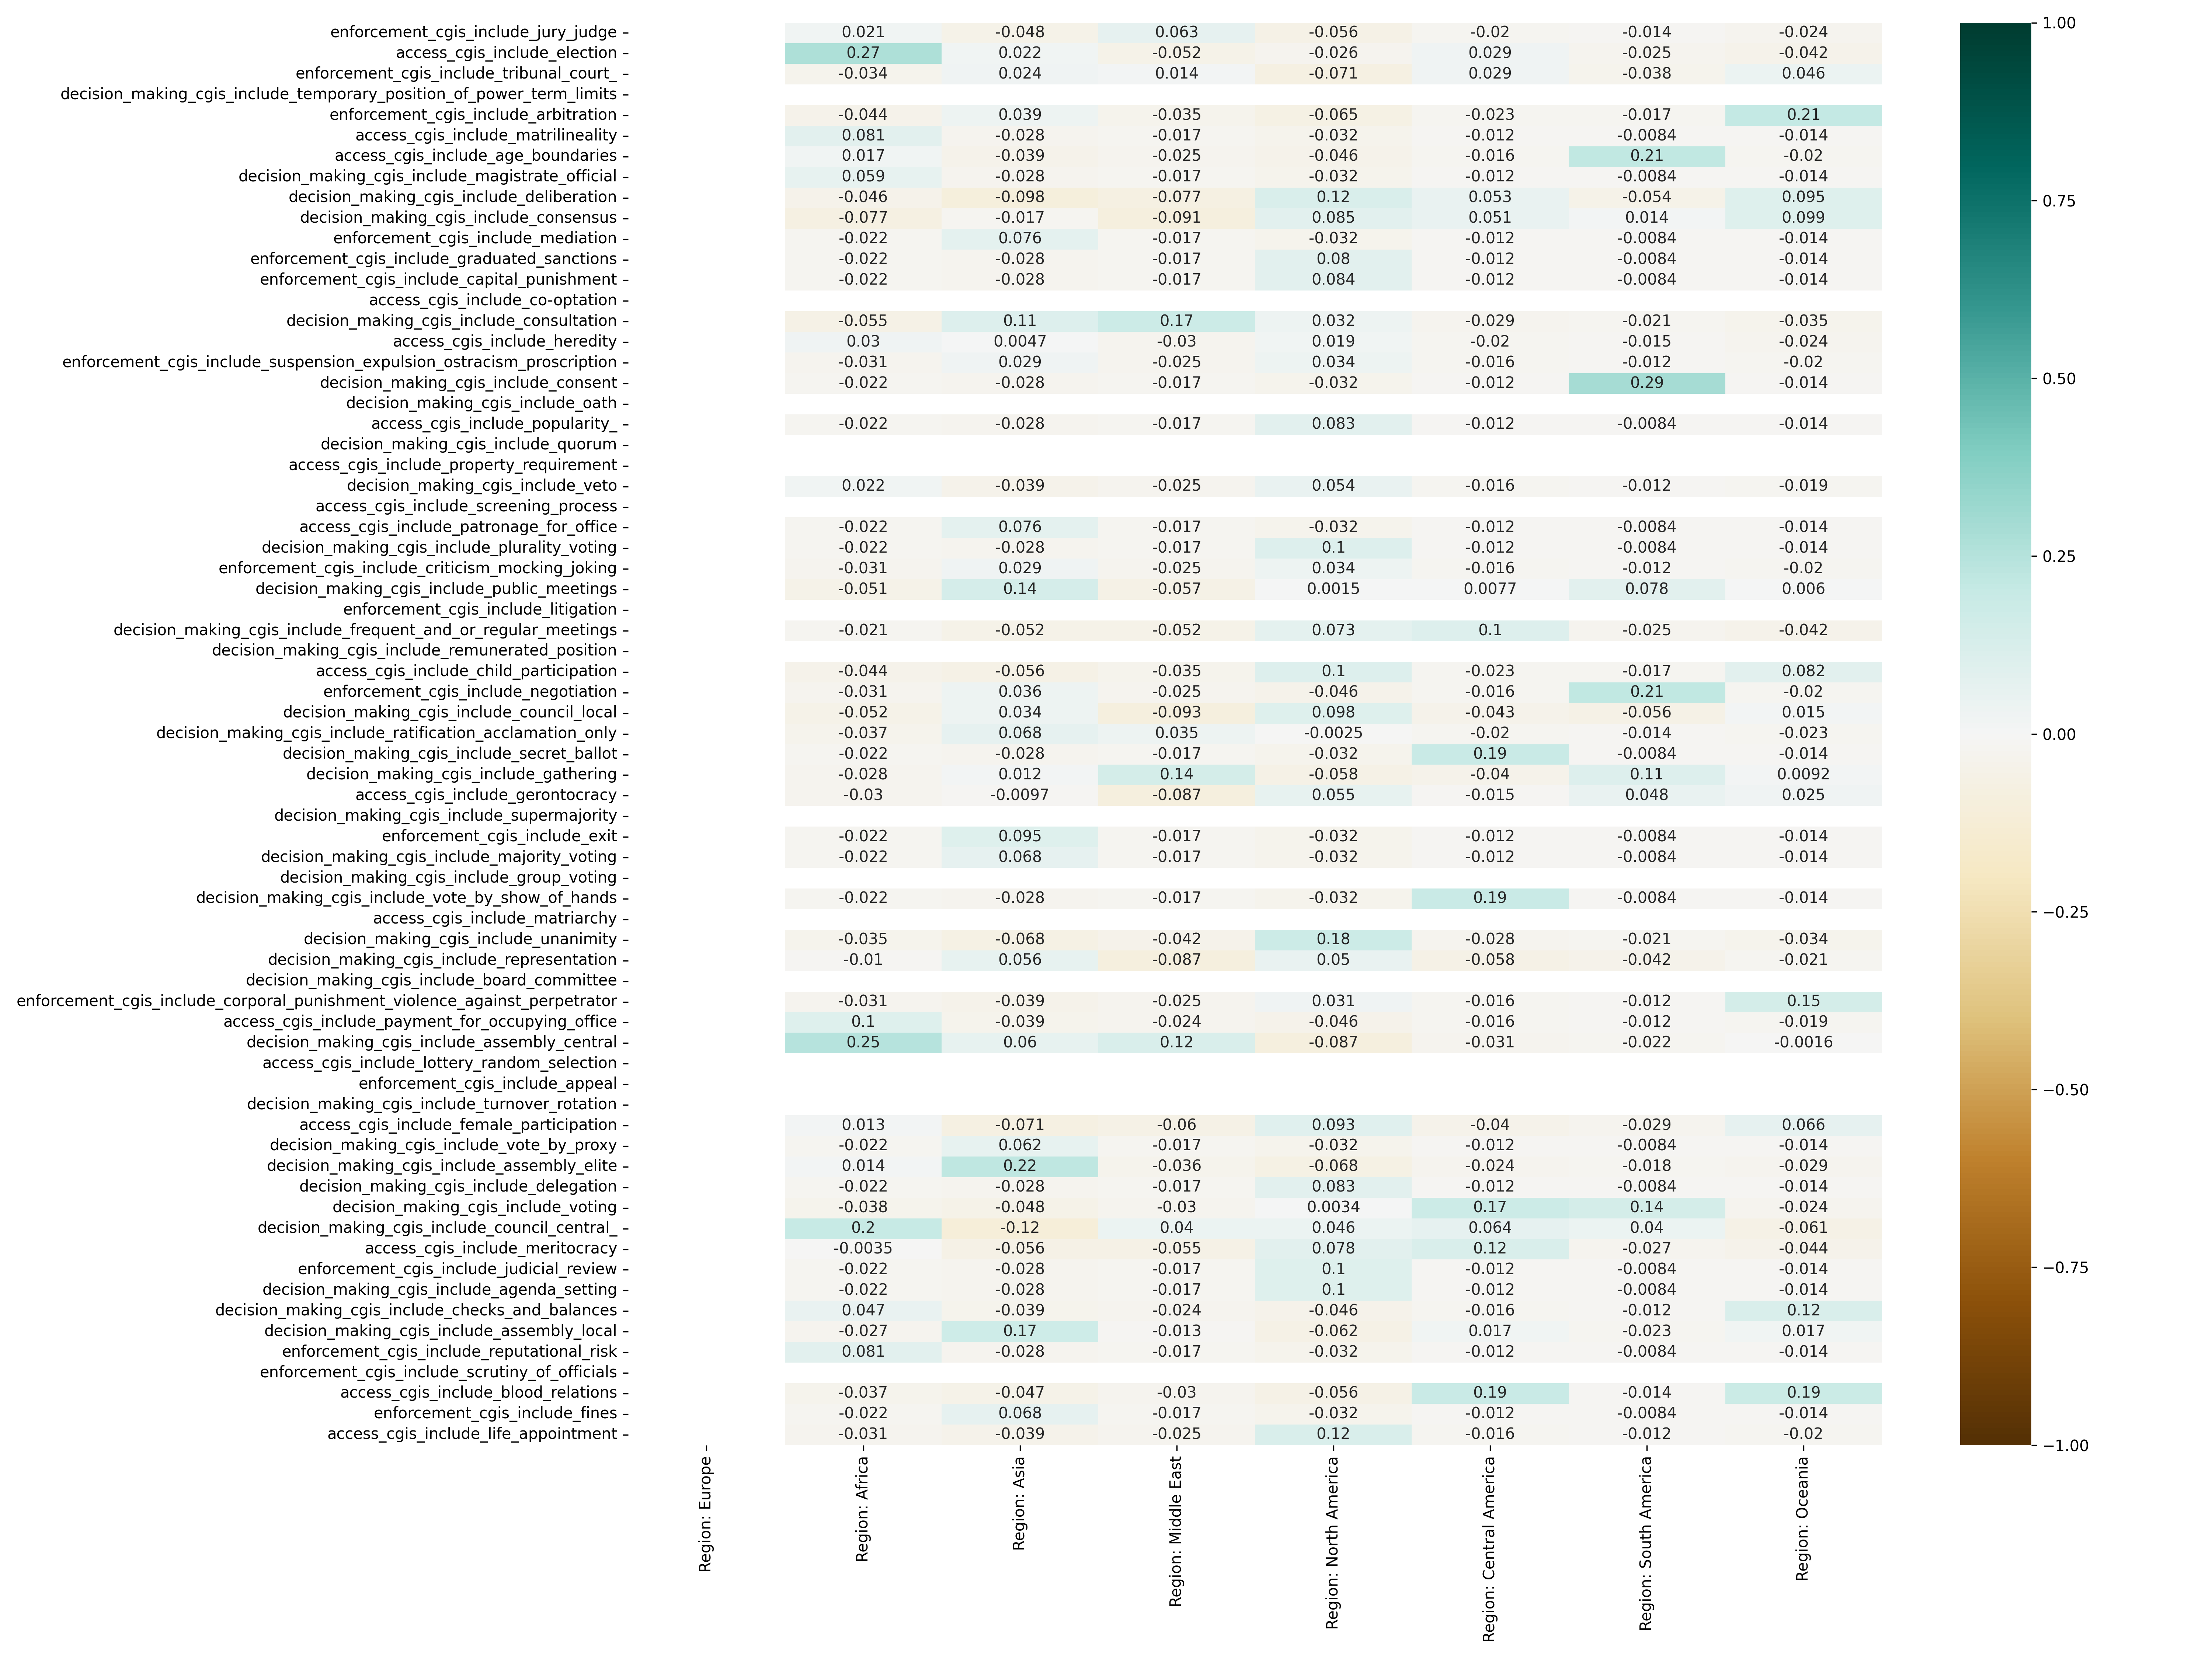 enforcement_cgis_include_jury_judge 0.021 -0.048 0.063 -0.056 -0.02 -0.014 -0.024
access_cgis_include_election 0.27 0.022 -0.052 -0.026 0.029 -0.025 -0.042
enforcement_cgis_include_tribunal_court_ -0.034 0.024 0.014 -0.071 0.029 -0.038 0.046
decision_making_cgis_include_temporary_position_of_power_term_limits
enforcement_cgis_include_arbitration -0.044 0.039 -0.035 -0.065 -0.023 -0.017 0.21
access_cgis_include_matrilineality 0.081 -0.028 -0.017 -0.032 -0.012 -0.0084 -0.014
access_cgis_include_age_boundaries 0.017 -0.039 -0.025 -0.046 -0.016 0.21 -0.02
decision_making_cgis_include_magistrate_official 0.059 -0.028 -0.017 -0.032 -0.012 -0.0084 -0.014
decision_making_cgis_include_deliberation -0.046 -0.098 -0.077 0.12 0.053 -0.054 0.095
decision_making_cgis_include_consensus -0.077 -0.017 -0.091 0.085 0.051 0.014 0.099
enforcement_cgis_include_mediation -0.022 0.076 -0.017 -0.032 -0.012 -0.0084 -0.014
enforcement_cgis_include_graduated_sanctions -0.022 -0.028 -0.017 0.08 -0.012 -0.0084 -0.014
enforcement_cgis_include_capital_punishment -0.022 -0.028 -0.017 0.084 -0.012 -0.0084 -0.014
access_cgis_include_co-optation
decision_making_cgis_include_consultation -0.055 0.11 0.17 0.032 -0.029 -0.021 -0.035
access_cgis_include_heredity 0.03 0.0047 -0.03 0.019 -0.02 -0.015 -0.024
enforcement_cgis_include_suspension_expulsion_ostracism_proscription -0.031 0.029 -0.025 0.034 -0.016 -0.012 -0.02
decision_making_cgis_include_consent -0.022 -0.028 -0.017 -0.032 -0.012 0.29 -0.014
decision_making_cgis_include_oath
access_cgis_include_popularity_ -0.022 -0.028 -0.017 0.083 -0.012 -0.0084 -0.014
decision_making_cgis_include_quorum
access_cgis_include_property_requirement
decision_making_cgis_include_veto 0.022 -0.039 -0.025 0.054 -0.016 -0.012 -0.019
access_cgis_include_screening_process
access_cgis_include_patronage_for_office -0.022 0.076 -0.017 -0.032 -0.012 -0.0084 -0.014
decision_making_cgis_include_plurality_voting -0.022 -0.028 -0.017 0.1 -0.012 -0.0084 -0.014
enforcement_cgis_include_criticism_mocking_joking -0.031 0.029 -0.025 0.034 -0.016 -0.012 -0.02
decision_making_cgis_include_public_meetings -0.051 0.14 -0.057 0.0015 0.0077 0.078 0.006
enforcement_cgis_include_litigation
decision_making_cgis_include_frequent_and_or_regular_meetings -0.021 -0.052 -0.052 0.073 0.1 -0.025 -0.042
decision_making_cgis_include_remunerated_position
access_cgis_include_child_participation -0.044 -0.056 -0.035 0.1 -0.023 -0.017 0.082
enforcement_cgis_include_negotiation -0.031 0.036 -0.025 -0.046 -0.016 0.21 -0.02
decision_making_cgis_include_council_local -0.052 0.034 -0.093 0.098 -0.043 -0.056 0.015
decision_making_cgis_include_ratification_acclamation_only -0.037 0.068 0.035 -0.0025 -0.02 -0.014 -0.023
decision_making_cgis_include_secret_ballot -0.022 -0.028 -0.017 -0.032 0.19 -0.0084 -0.014
decision_making_cgis_include_gathering -0.028 0.012 0.14 -0.058 -0.04 0.11 0.0092
access_cgis_include_gerontocracy -0.03 -0.0097 -0.087 0.055 -0.015 0.048 0.025
decision_making_cgis_include_supermajority
enforcement_cgis_include_exit -0.022 0.095 -0.017 -0.032 -0.012 -0.0084 -0.014
decision_making_cgis_include_majority_voting -0.022 0.068 -0.017 -0.032 -0.012 -0.0084 -0.014
decision_making_cgis_include_group_voting
decision_making_cgis_include_vote_by_show_of_hands -0.022 -0.028 -0.017 -0.032 0.19 -0.0084 -0.014
access_cgis_include_matriarchy
decision_making_cgis_include_unanimity -0.035 -0.068 -0.042 0.18 -0.028 -0.021 -0.034
decision_making_cgis_include_representation -0.01 0.056 -0.087 0.05 -0.058 -0.042 -0.021
decision_making_cgis_include_board_committee
enforcement_cgis_include_corporal_punishment_violence_against_perpetrator -0.031 -0.039 -0.025 0.031 -0.016 -0.012 0.15
access_cgis_include_payment_for_occupying_office 0.1 -0.039 -0.024 -0.046 -0.016 -0.012 -0.019
decision_making_cgis_include_assembly_central 0.25 0.06 0.12 -0.087 -0.031 -0.022 -0.0016
access_cgis_include_lottery_random_selection
enforcement_cgis_include_appeal
decision_making_cgis_include_turnover_rotation
access_cgis_include_female_participation 0.013 -0.071 -0.06 0.093 -0.04 -0.029 0.066
decision_making_cgis_include_vote_by_proxy -0.022 0.062 -0.017 -0.032 -0.012 -0.0084 -0.014
decision_making_cgis_include_assembly_elite 0.014 0.22 -0.036 -0.068 -0.024 -0.018 -0.029
decision_making_cgis_include_delegation -0.022 -0.028 -0.017 0.083 -0.012 -0.0084 -0.014
decision_making_cgis_include_voting -0.038 -0.048 -0.03 0.0034 0.17 0.14 -0.024
decision_making_cgis_include_council_central_ 0.2 -0.12 0.04 0.046 0.064 0.04 -0.061
access_cgis_include_meritocracy -0.0035 -0.056 -0.055 0.078 0.12 -0.027 -0.044
enforcement_cgis_include_judicial_review -0.022 -0.028 -0.017 0.1 -0.012 -0.0084 -0.014
decision_making_cgis_include_agenda_setting -0.022 -0.028 -0.017 0.1 -0.012 -0.0084 -0.014
decision_making_cgis_include_checks_and_balances 0.047 -0.039 -0.024 -0.046 -0.016 -0.012 0.12
decision_making_cgis_include_assembly_local -0.027 0.17 -0.013 -0.062 0.017 -0.023 0.017
enforcement_cgis_include_reputational_risk 0.081 -0.028 -0.017 -0.032 -0.012 -0.0084 -0.014
enforcement_cgis_include_scrutiny_of_officials
access_cgis_include_blood_relations -0.037 -0.047 -0.03 -0.056 0.19 -0.014 0.19
enforcement_cgis_include_fines -0.022 0.068 -0.017 -0.032 -0.012 -0.0084 -0.014
access_cgis_include_life_appointment -0.031 -0.039 -0.025 0.12 -0.016 -0.012 -0.02
Region: Europe
Region: Africa
Region: Asia
Region: Middle East
Region: North America
Region: Central America
Region: South America
Region: Oceania
1.00
0.75
0.50
0.25
0.00
−0.25
−0.50
−0.75
−1.00